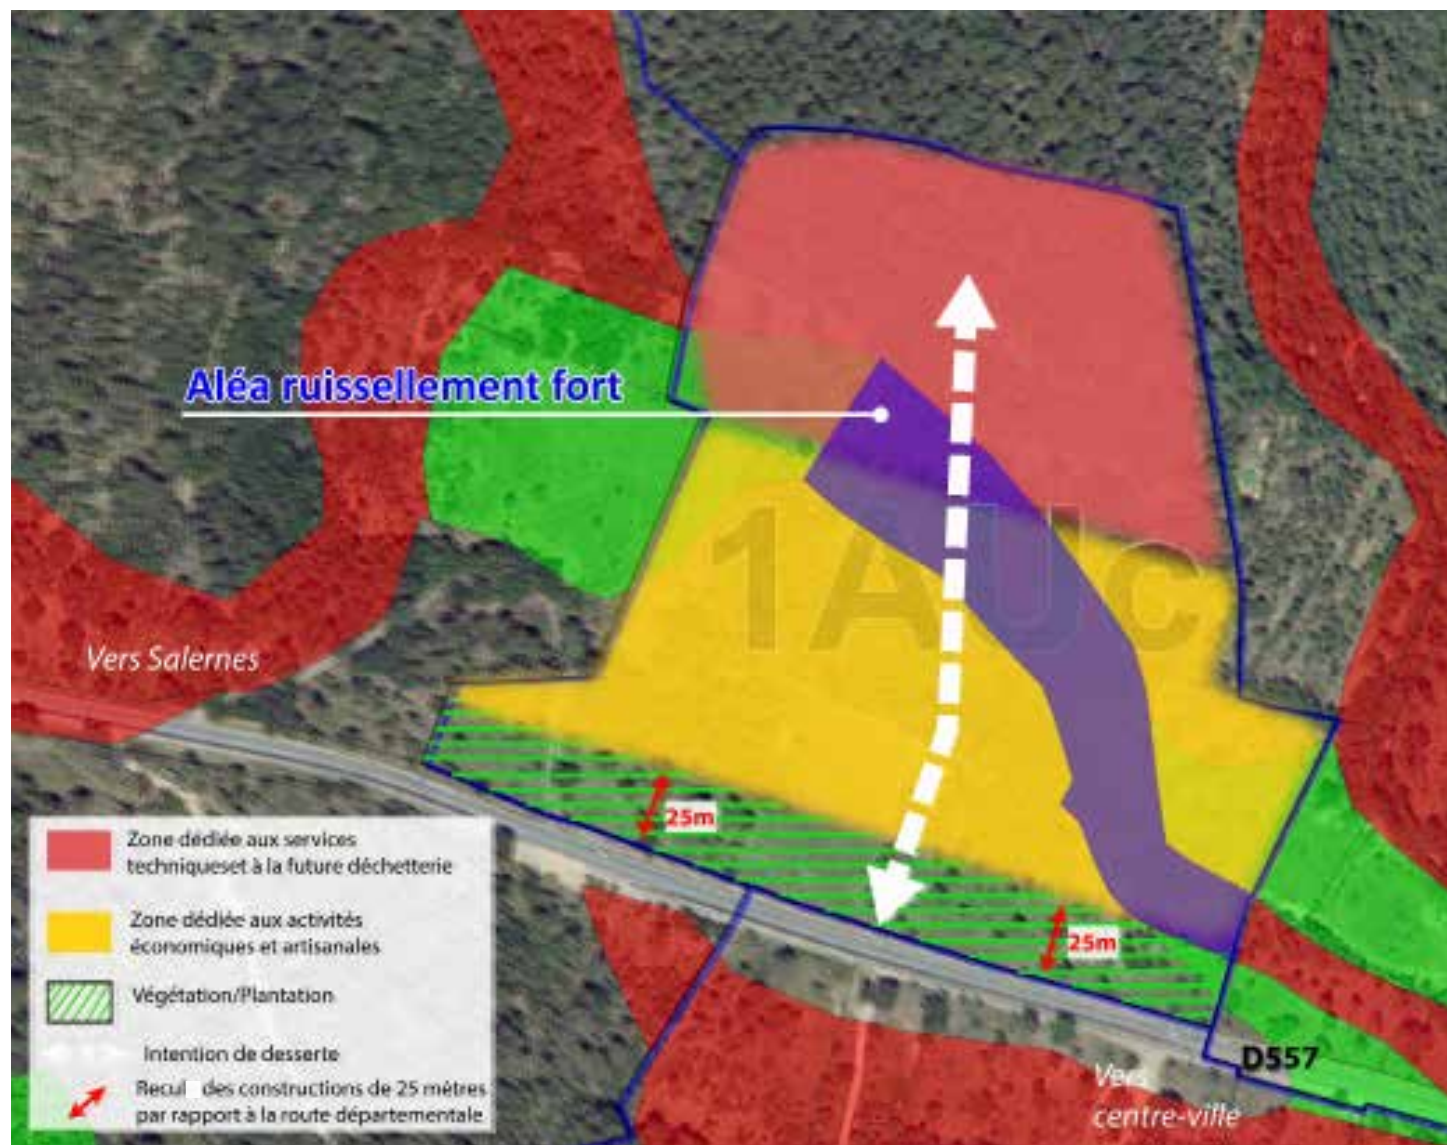 Aléa ruissellement fort
1AUc
Vers Salernes
25m
25m
Zone dédiée aux services
techniqueset à la future déchetterie
Zone dédiée aux activités
économiques et artisanales
Végétation/Plantation
Intention de desserte
Recul des constructions de 25 mètres
par rapport à la route départementale
D557
Vers
centre-ville